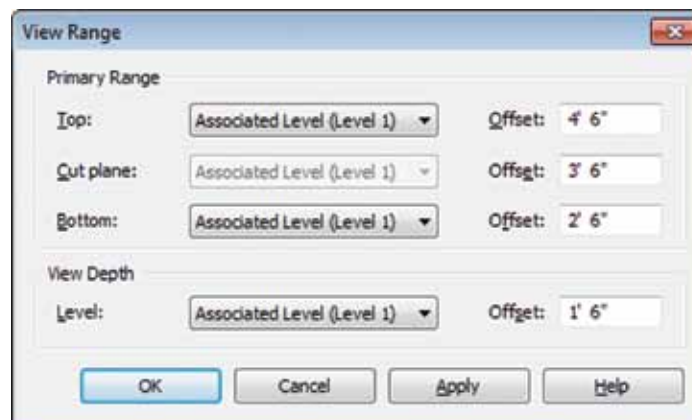 View Range
Primary Range
Top: Associated Level (Level 1) Offset: 4' 6"
Cut plane: Associated Level (Level 1) Offset: 3' 6"
Bottom: Associated Level (Level 1) Offset: 2' 6"
View Depth
Level: Associated Level (Level 1) Offset: 1' 6"
OK Cancel Apply Help